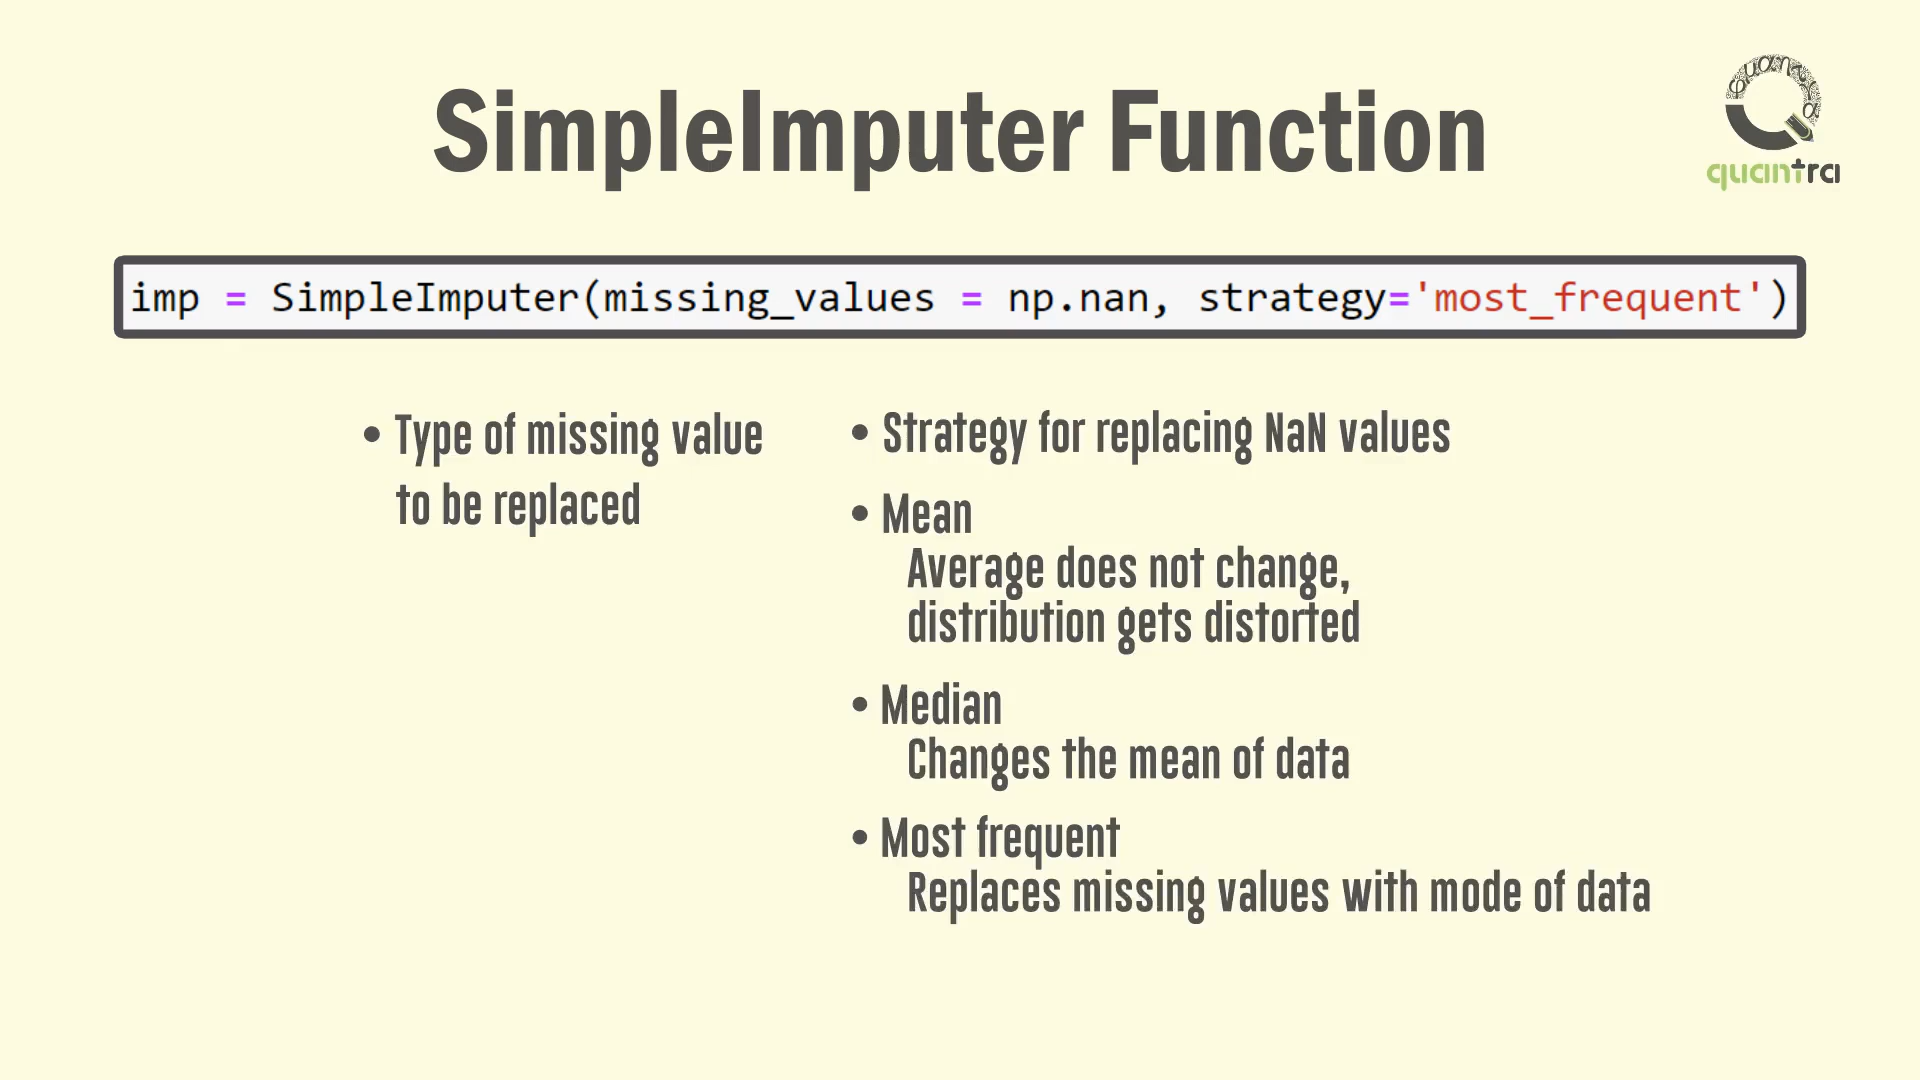 SimpleImputer Function
quantra
quantra
imp = SimpleImputer(missing_values = np.nan, strategy='most_frequent')
• Type of missing value
to be replaced
• Strategy for replacing NaN values
• Mean
Average does not change,
distribution gets distorted
• Median
Changes the mean of data
• Most frequent
Replaces missing values with mode of data